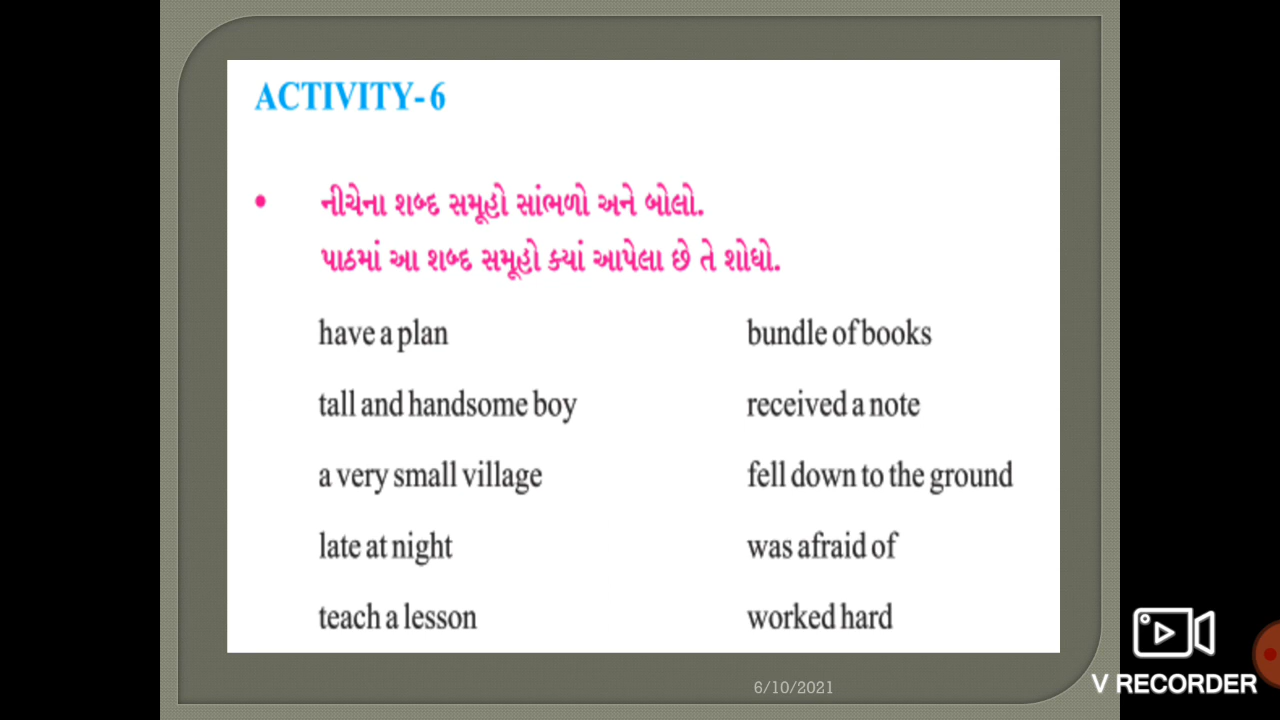 ACTIVITY- 6
• નીચેના શબ્દ સમૂહો સાંભળો અને બોલો.
પાઠમાં આ શબ્દ સમૂહો ક્યાં આપેલા છે તે શોધો.
have a plan
bundle of books
tall and handsome boy
received a note
a very small village
fell down to the ground
late at night
was afraid of
teach a lesson
worked hard
6/10/2021
V RECORDER